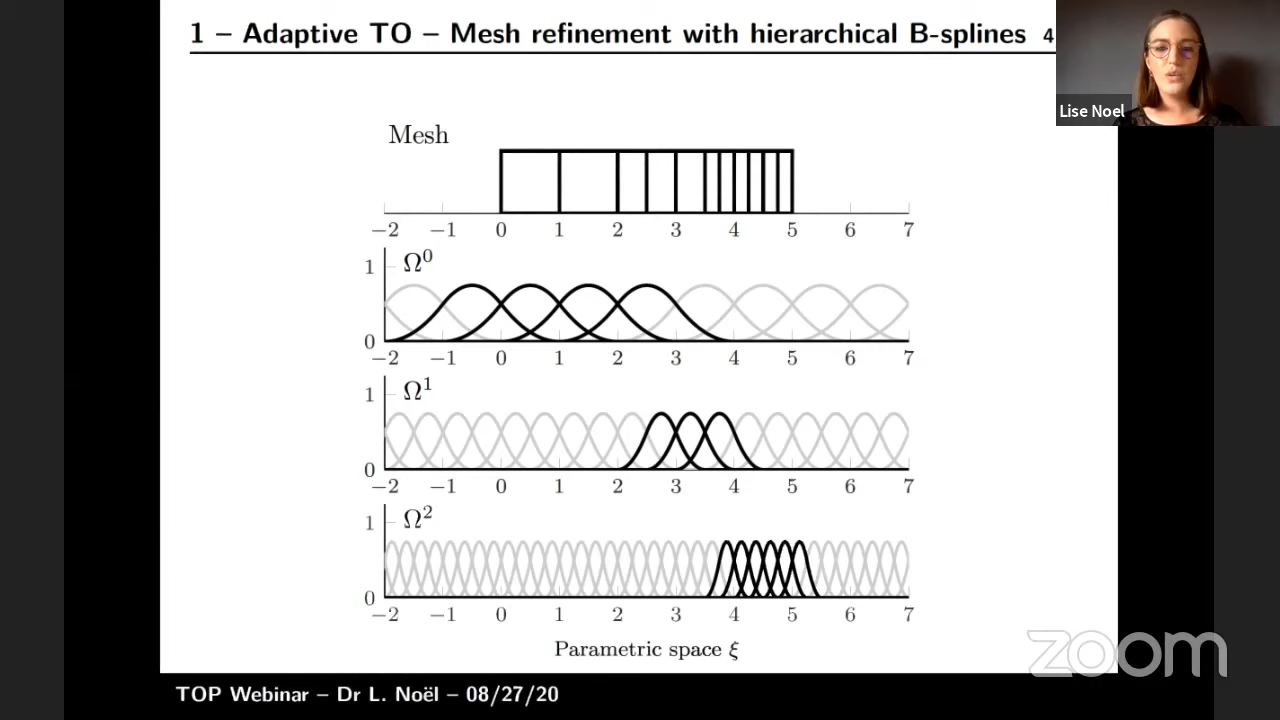 1 – Adaptive TO – Mesh refinement with hierarchical B-splines 4
Lise Noel
Mesh
−2 −1 0 1 2 3 4 5 6 7
1 Ω⁰
0
−2 −1 0 1 2 3 4 5 6 7
1 Ω¹
0
−2 −1 0 1 2 3 4 5 6 7
1 Ω²
0
−2 −1 0 1 2 3 4 5 6 7
Parametric space ξ
zoom
TOP Webinar – Dr L. Noël – 08/27/20